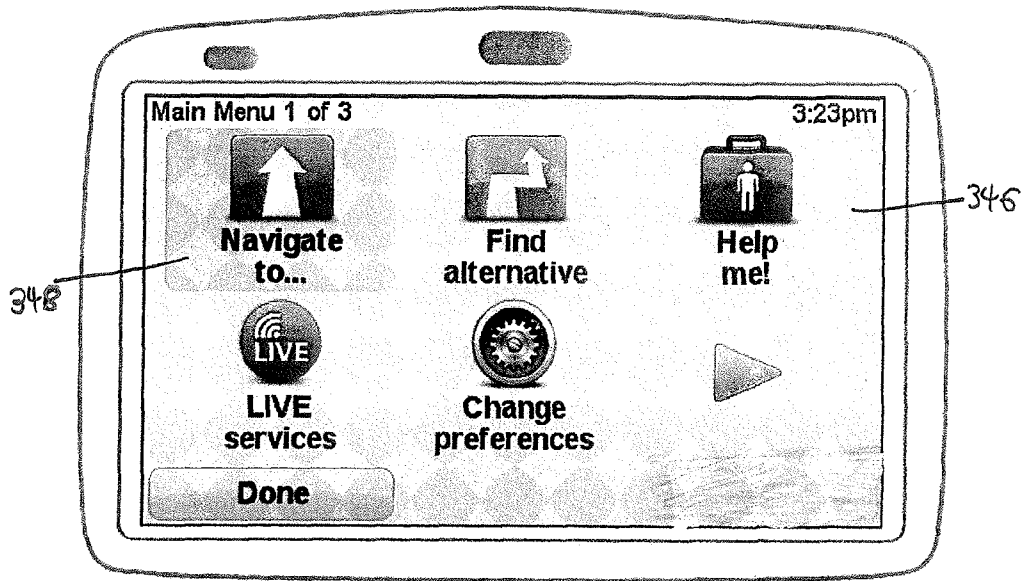 Main Menu 1 of 3 3:23pm
Navigate
to...
Find
alternative
Help
me!
346
348
LIVE
LIVE
services
Change
preferences
Done